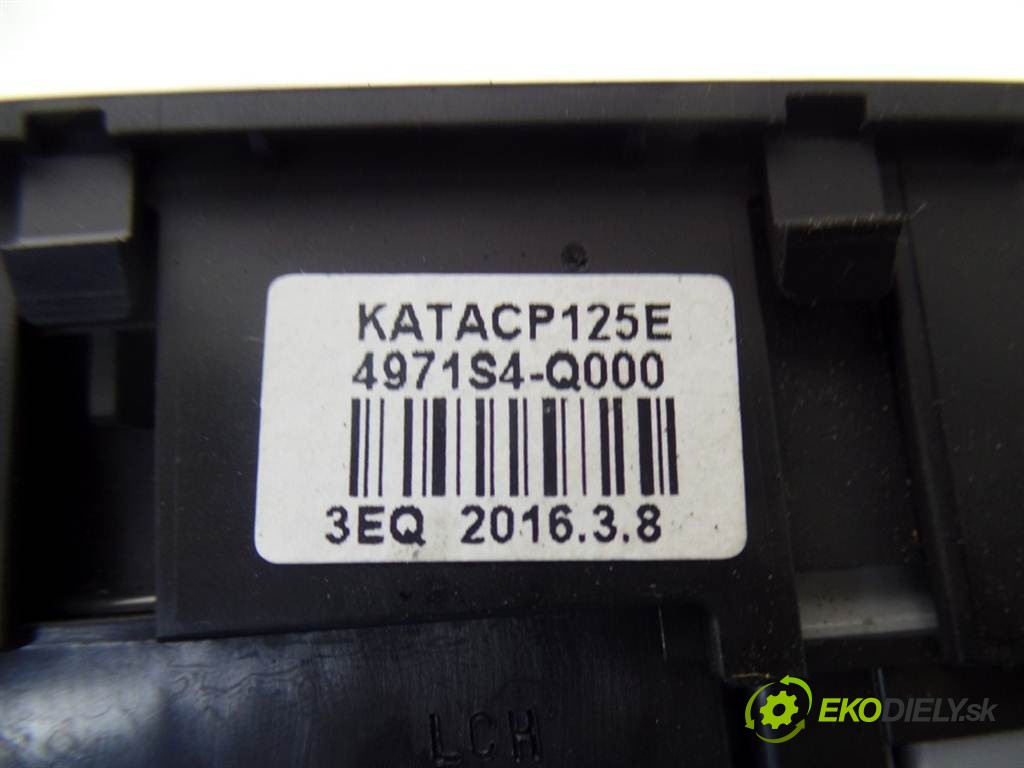 KATACP125E
4971S4-Q000
3EQ 2016.3.8
LCH
EKODIELY.sk